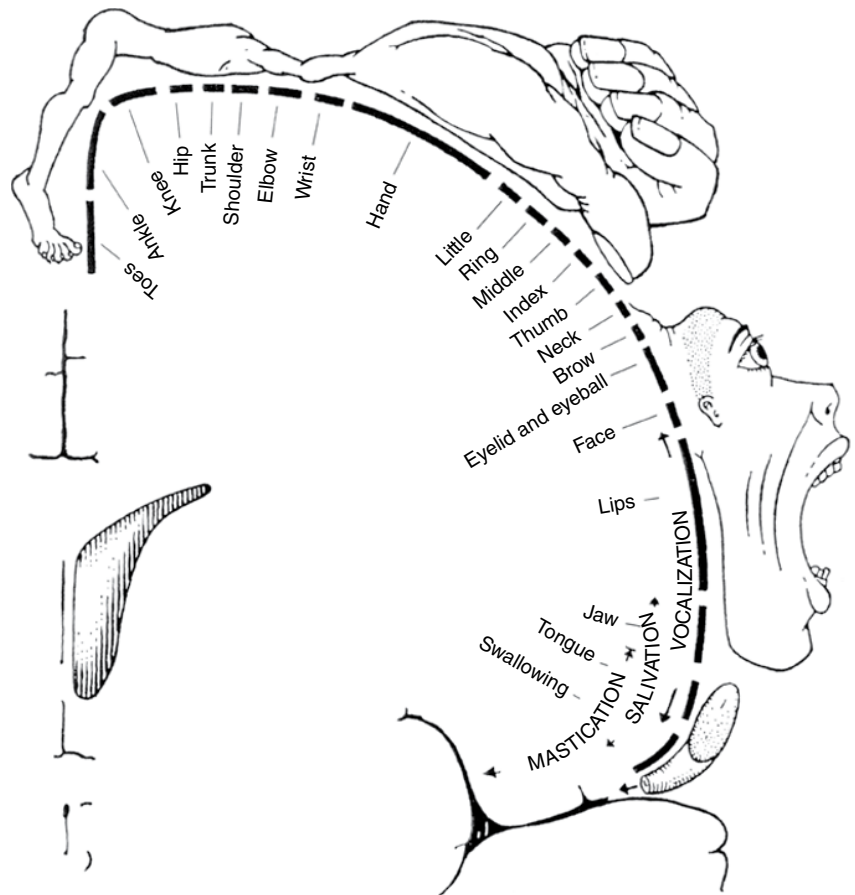 Toes
Ankle
Knee
Hip
Trunk
Shoulder
Elbow
Wrist
Hand
Little
Ring
Middle
Index
Thumb
Neck
Brow
Eyelid and eyeball
Face
Lips
Jaw
Tongue
Swallowing
VOCALIZATION
SALIVATION
MASTICATION